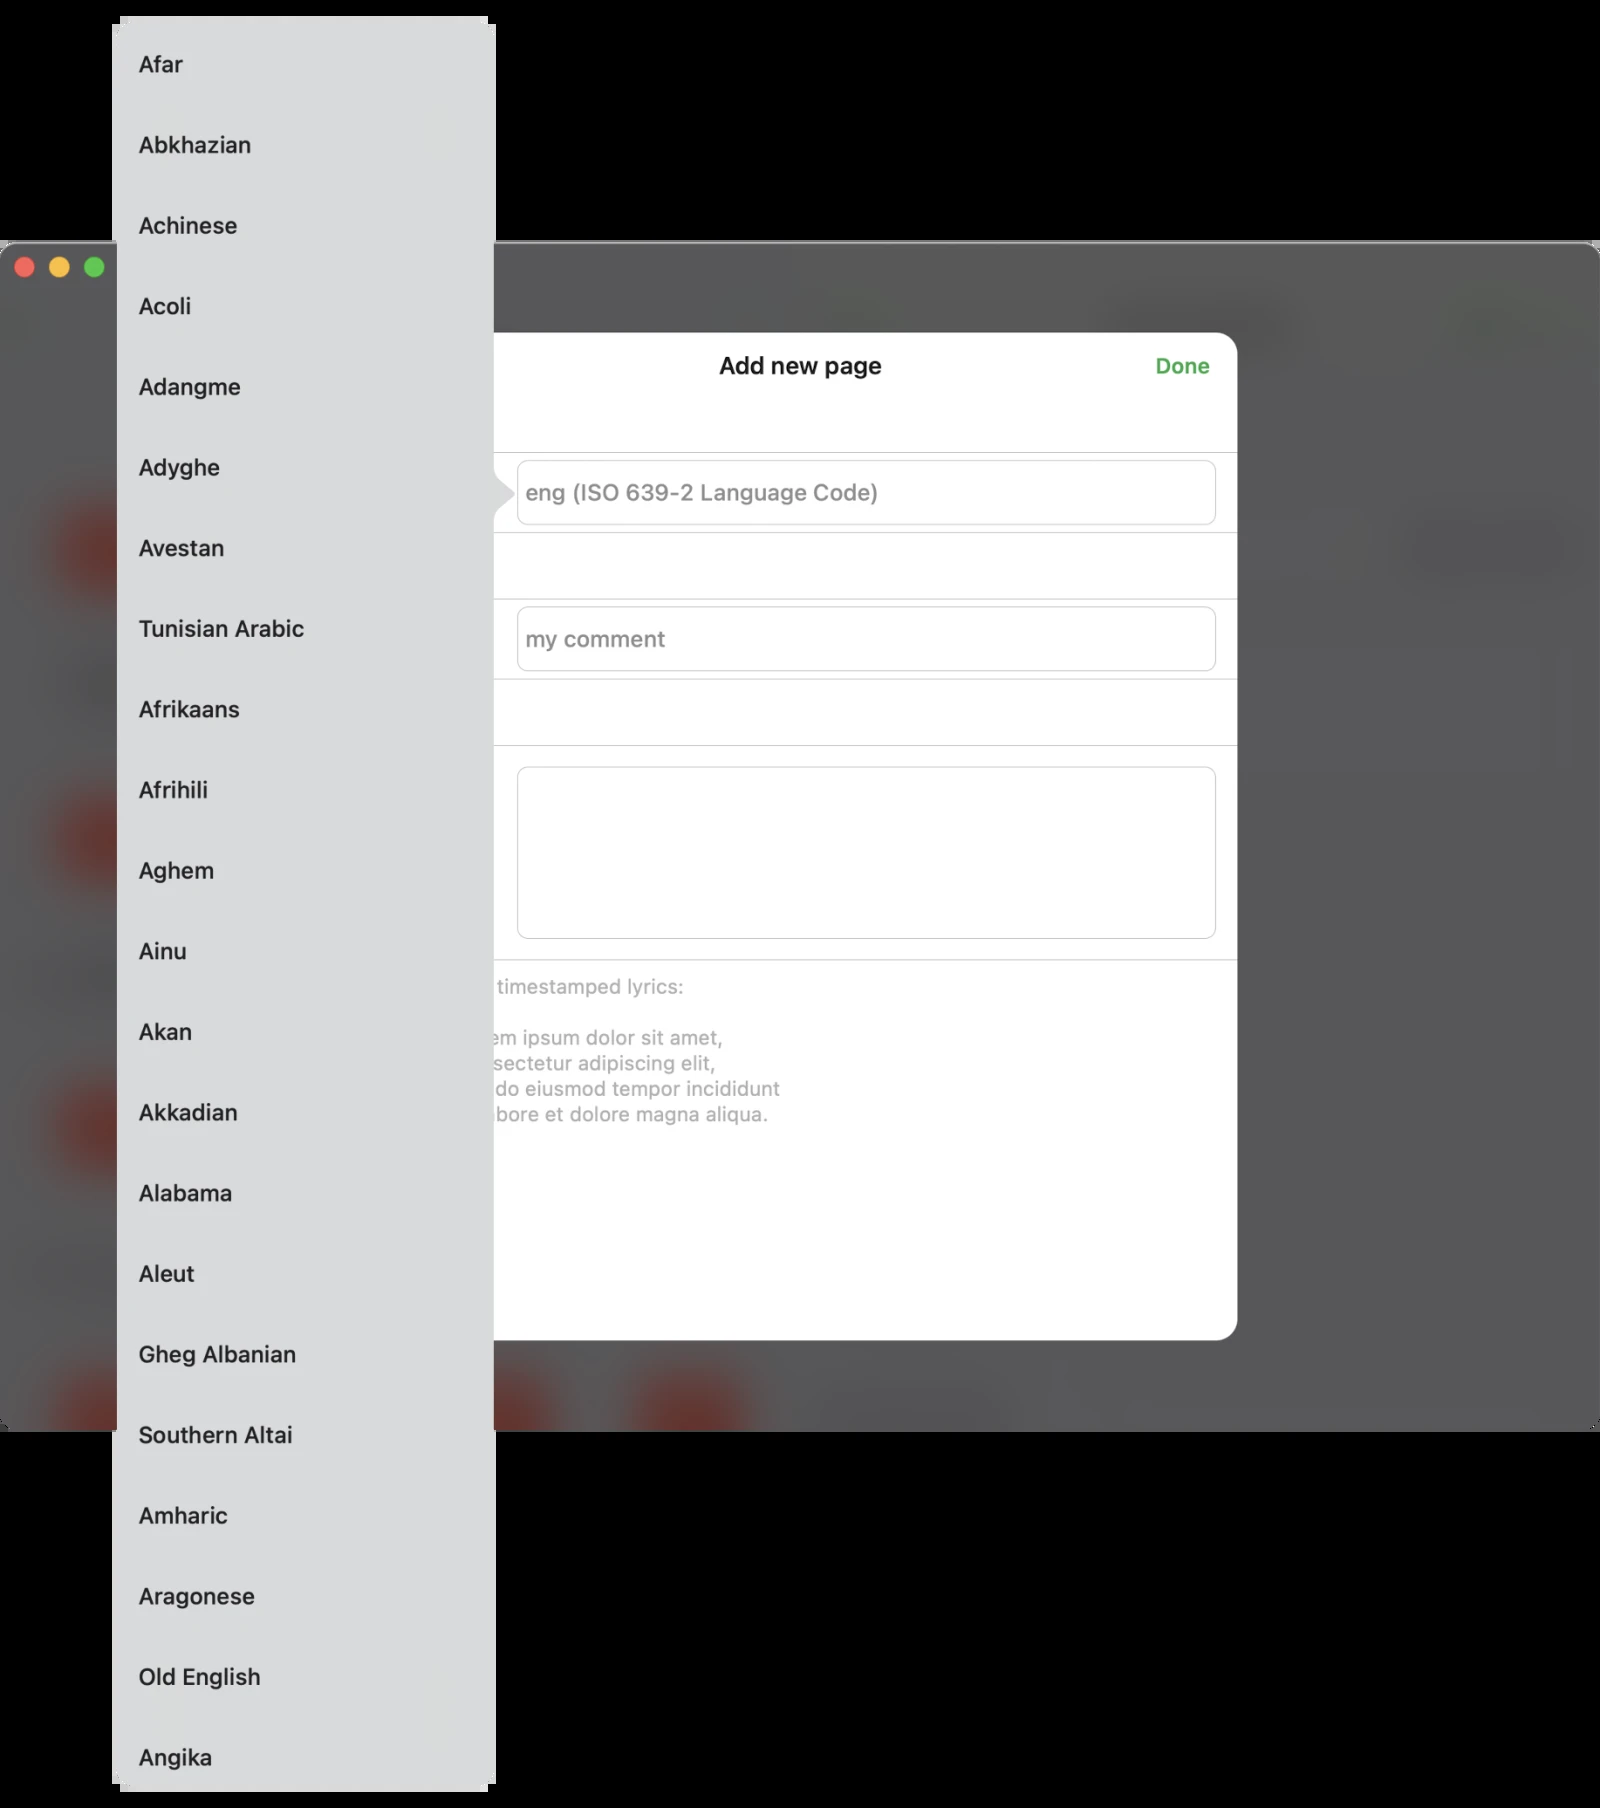 Afar
Abkhazian
Achinese
Acoli
Adangme
Adyghe
Avestan
Tunisian Arabic
Afrikaans
Afrihili
Aghem
Ainu
Akan
Akkadian
Alabama
Aleut
Gheg Albanian
Southern Altai
Amharic
Aragonese
Old English
Angika
Add new page
Done
eng (ISO 639-2 Language Code)
my comment
timestamped lyrics:
em ipsum dolor sit amet,
sectetur adipiscing elit,
do eiusmod tempor incididunt
bore et dolore magna aliqua.